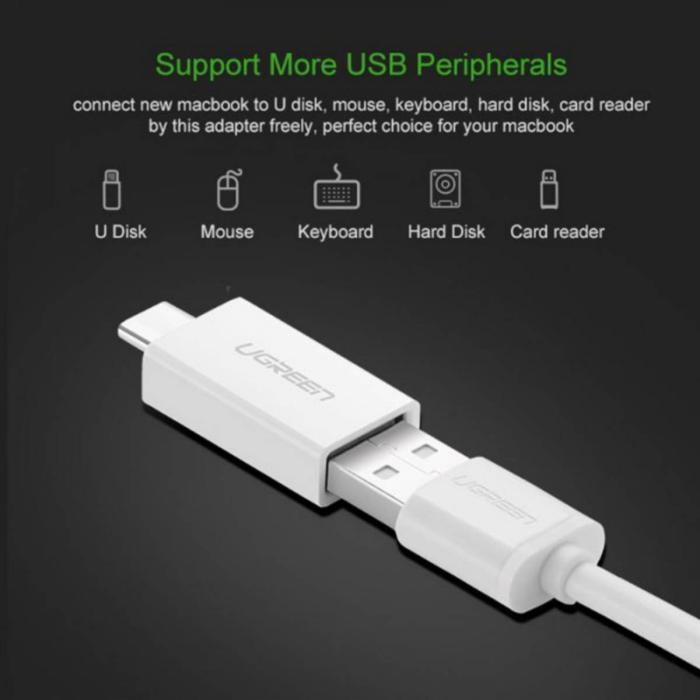 Support More USB Peripherals
connect new macbook to U disk, mouse, keyboard, hard disk, card reader
by this adapter freely, perfect choice for your macbook
U Disk
Mouse
Keyboard
Hard Disk
Card reader
UGREEN
UGREEN